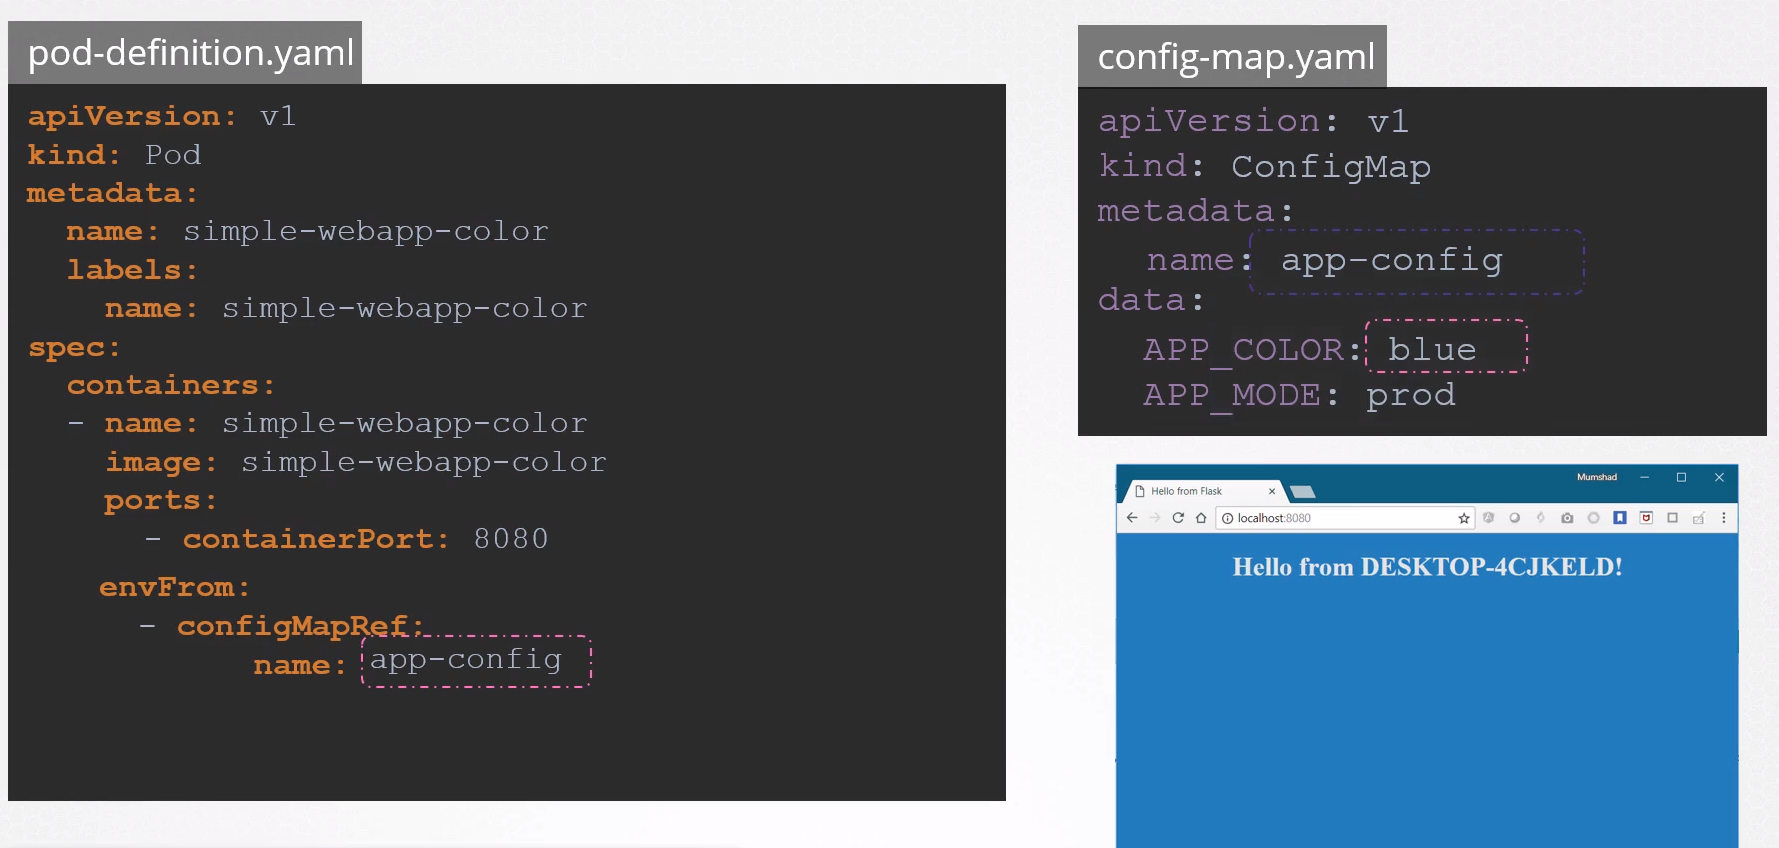 pod-definition.yaml
apiVersion: v1
kind: Pod
metadata:
  name: simple-webapp-color
  labels:
    name: simple-webapp-color
spec:
  containers:
  - name: simple-webapp-color
    image: simple-webapp-color
    ports:
      - containerPort: 8080
    envFrom:
      - configMapRef:
            name: app-config
config-map.yaml
apiVersion: v1
kind: ConfigMap
metadata:
  name: app-config
data:
  APP_COLOR: blue
  APP_MODE: prod
Mumshad
Hello from Flask
localhost:8080
Hello from DESKTOP-4CJKELD!